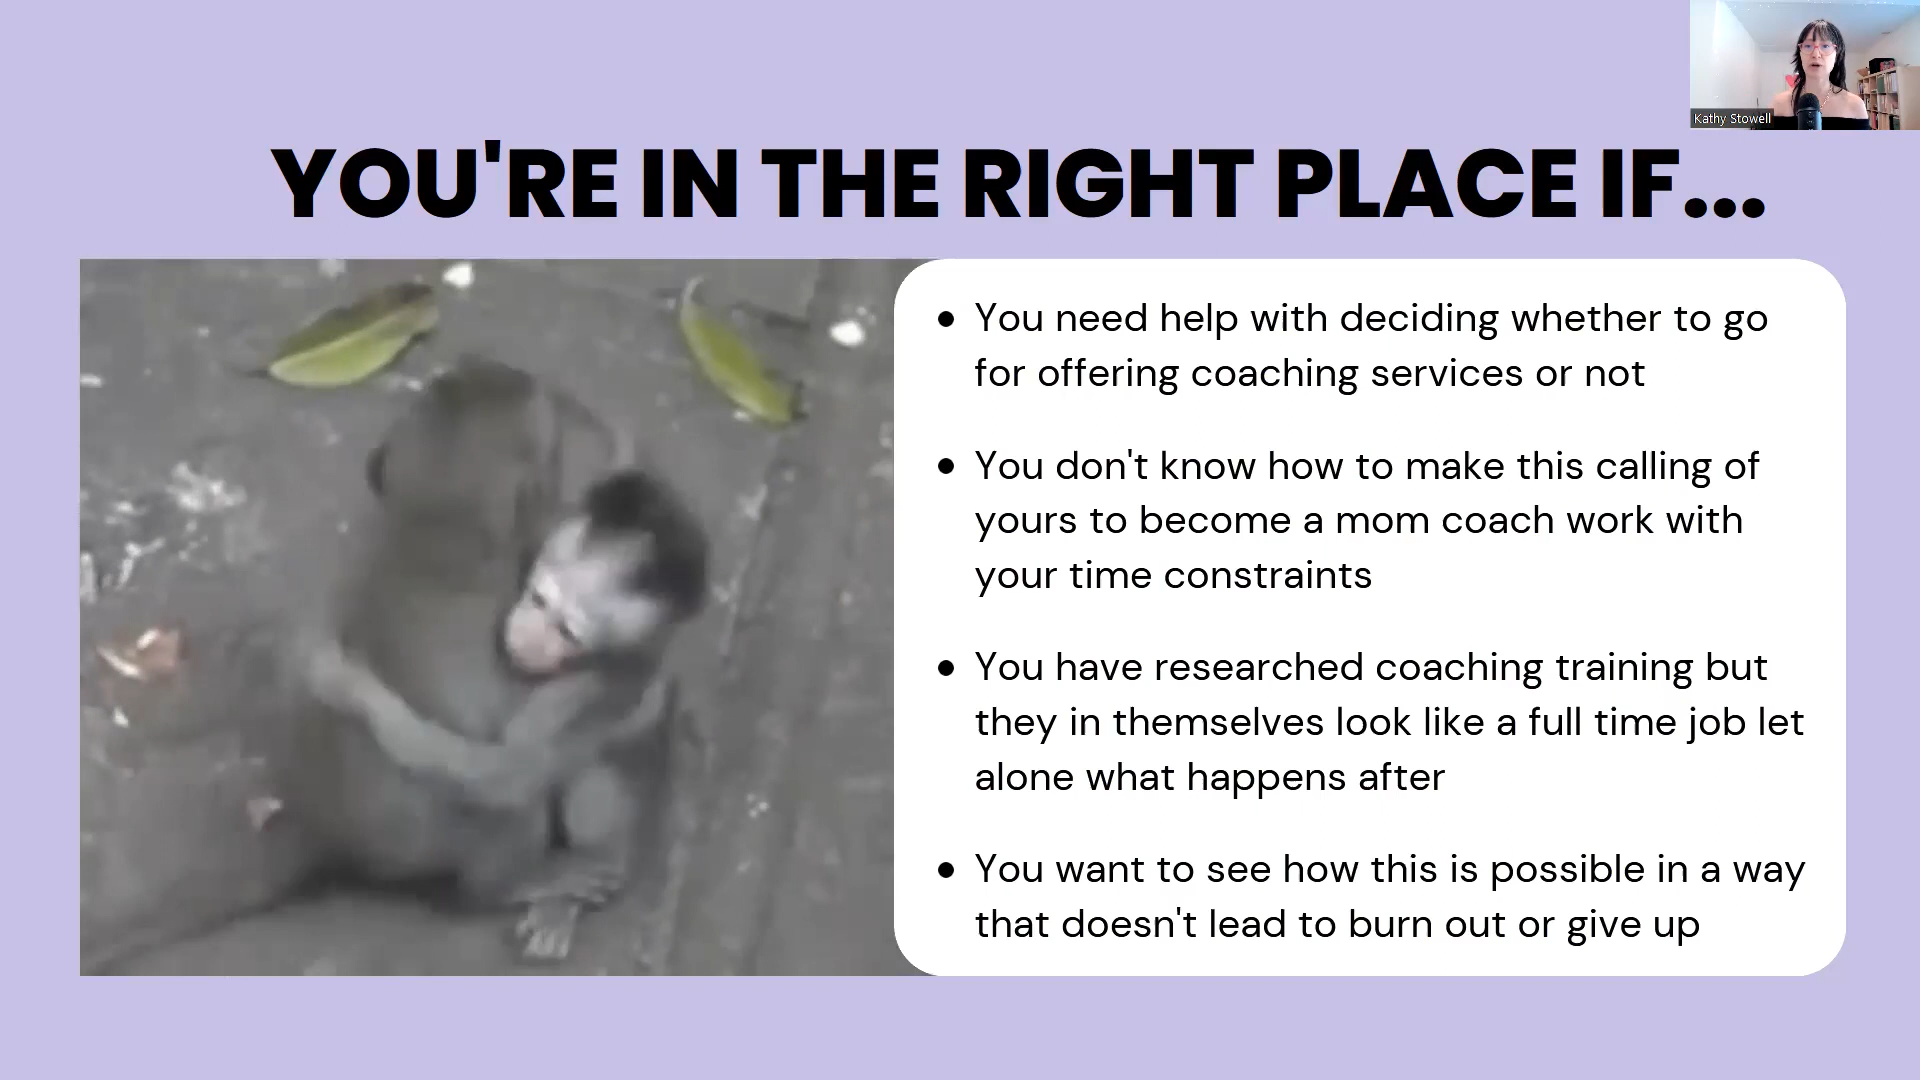 Kathy Stowell
YOU'RE IN THE RIGHT PLACE IF...
• You need help with deciding whether to go
for offering coaching services or not
• You don't know how to make this calling of
yours to become a mom coach work with
your time constraints
• You have researched coaching training but
they in themselves look like a full time job let
alone what happens after
• You want to see how this is possible in a way
that doesn't lead to burn out or give up